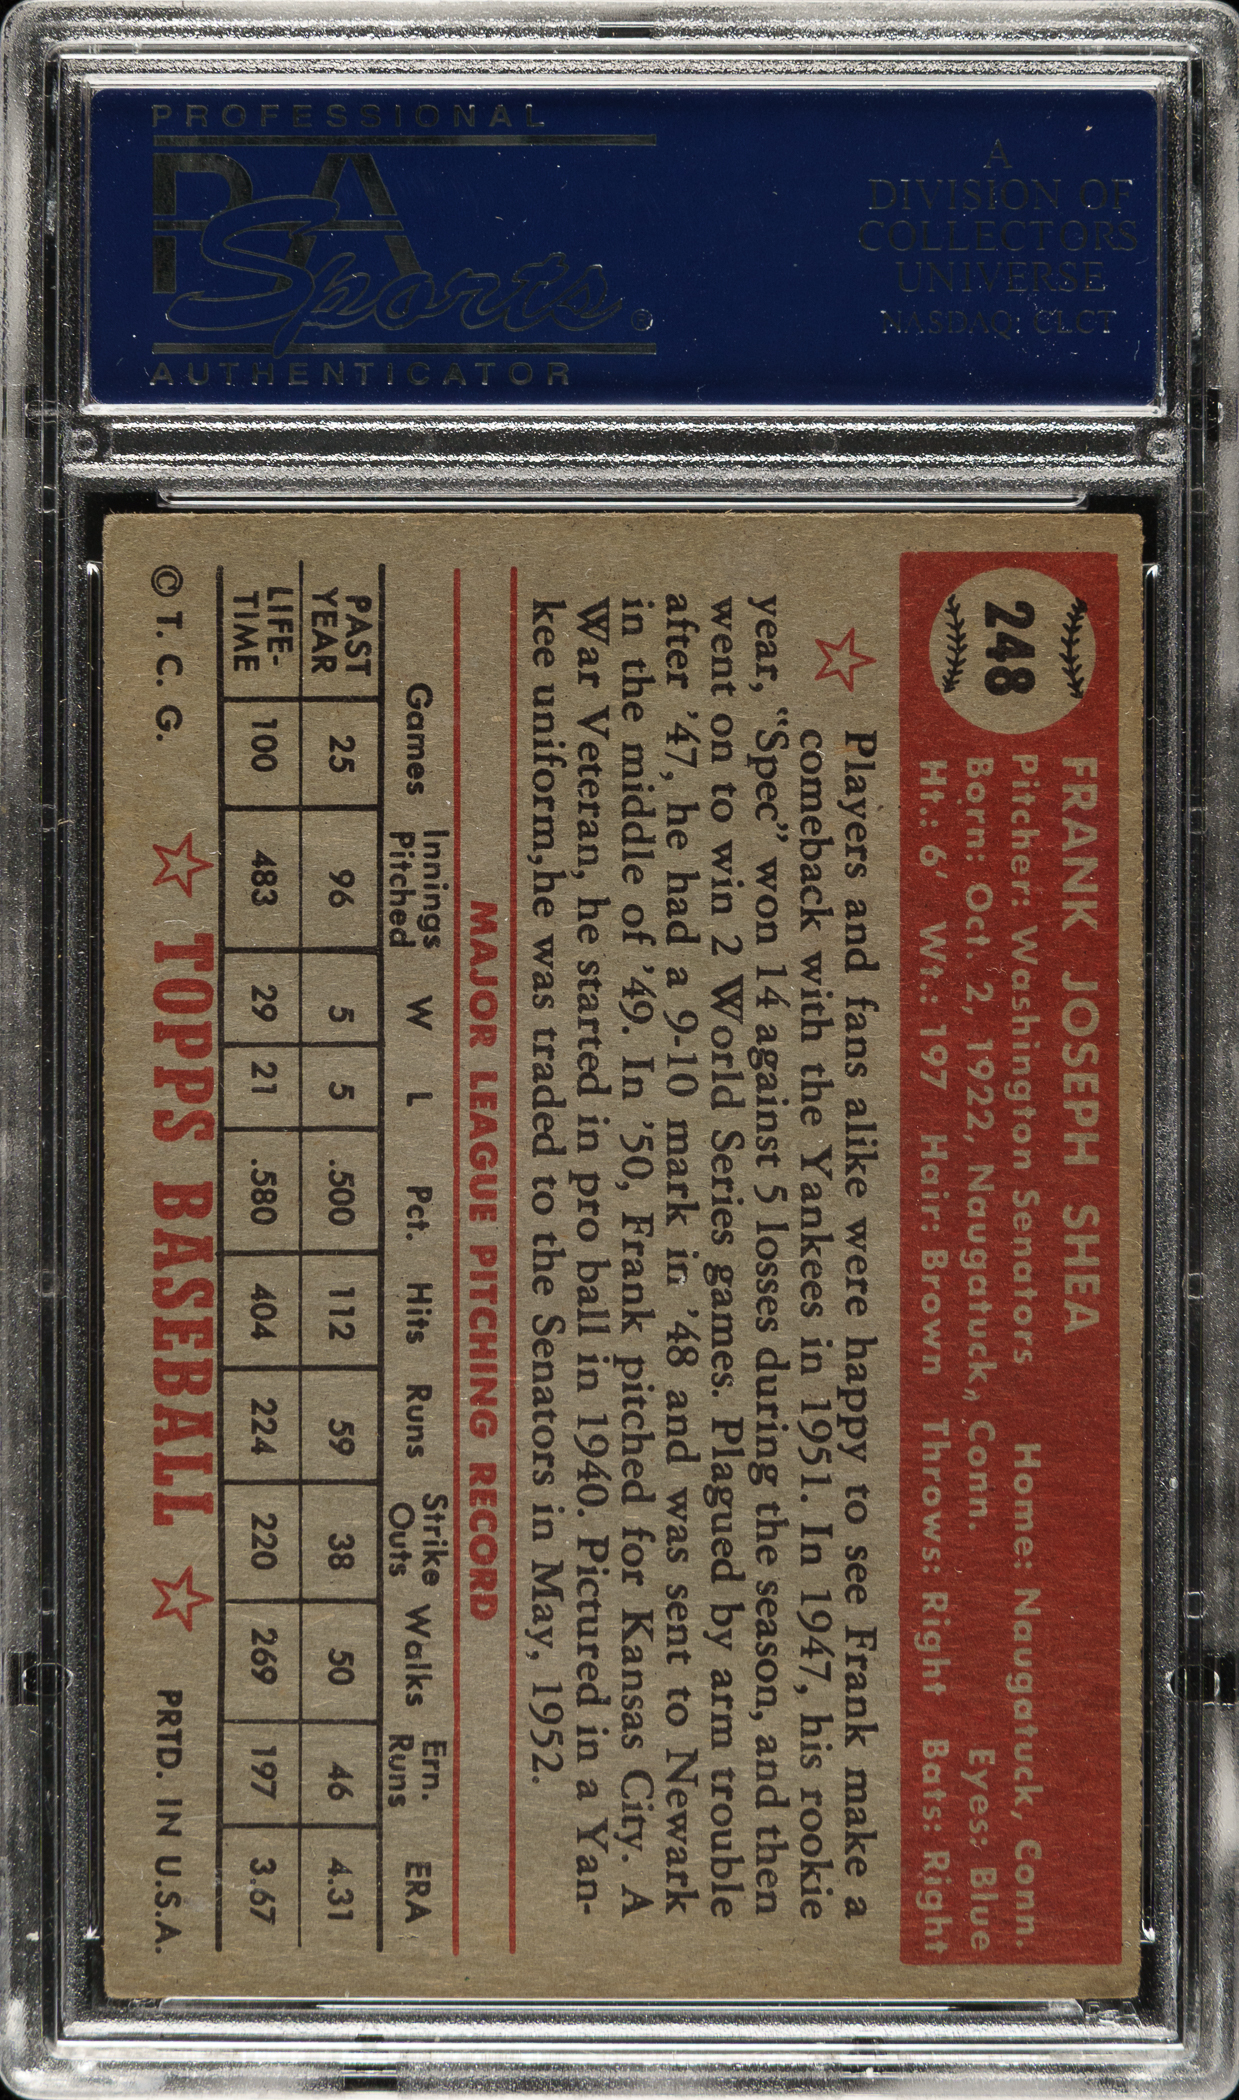 PROFESSIONAL
PSA
Sports
AUTHENTICATOR
A
DIVISION OF
COLLECTORS
UNIVERSE
NASDAQ: CLCT
248
FRANK JOSEPH SHEA
Pitcher: Washington Senators Home: Naugatuck, Conn.
Born: Oct. 2, 1922, Naugatuck, Conn. Eyes: Blue
Ht.: 6' Wt.: 197 Hair: Brown Throws: Right Bats: Right
Players and fans alike were happy to see Frank make a
comeback with the Yankees in 1951. In 1947, his rookie
year, “Spec” won 14 against 5 losses during the season, and then
went on to win 2 World Series games. Plagued by arm trouble
after ’47, he had a 9-10 mark in ’48 and was sent to Newark
in the middle of ’49. In ’50, Frank pitched for Kansas City. A
War Veteran, he started in pro ball in 1940. Pictured in a Yan-
kee uniform, he was traded to the Senators in May, 1952.
MAJOR LEAGUE PITCHING RECORD
Games Innings Pitched W L Pct. Hits Runs Strike Outs Walks Ern. Runs ERA
PAST YEAR 25 96 5 5 .500 112 59 38 50 46 4.31
LIFE-TIME 100 483 29 21 .580 404 224 220 269 197 3.67
© T. C. G. TOPPS BASEBALL PRTD. IN U.S.A.